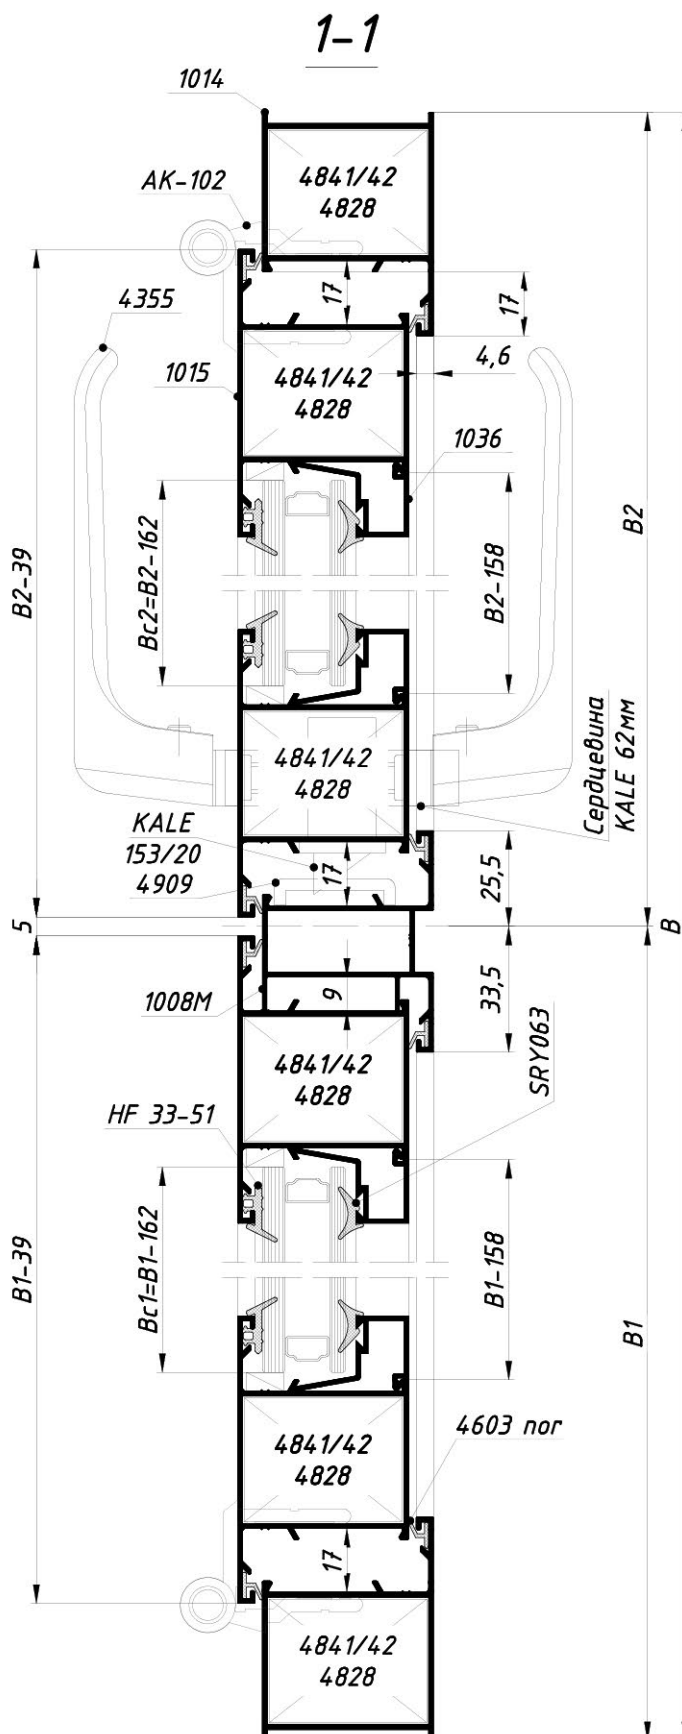 1-1
1014
4841/42
4828
AK-102
17
17
4355
4,6
1015
4841/42
4828
1036
B2
B2-39
Bc2=B2-162
B2-158
4841/42
4828
Сердцевина
KALE 62мм
KALE
153/20
4909
17
25,5
5
B
1008M
9
33,5
4841/42
4828
SRY063
HF 33-51
B1-39
Bc1=B1-162
B1-158
B1
4841/42
4828
4603 пог
17
4841/42
4828